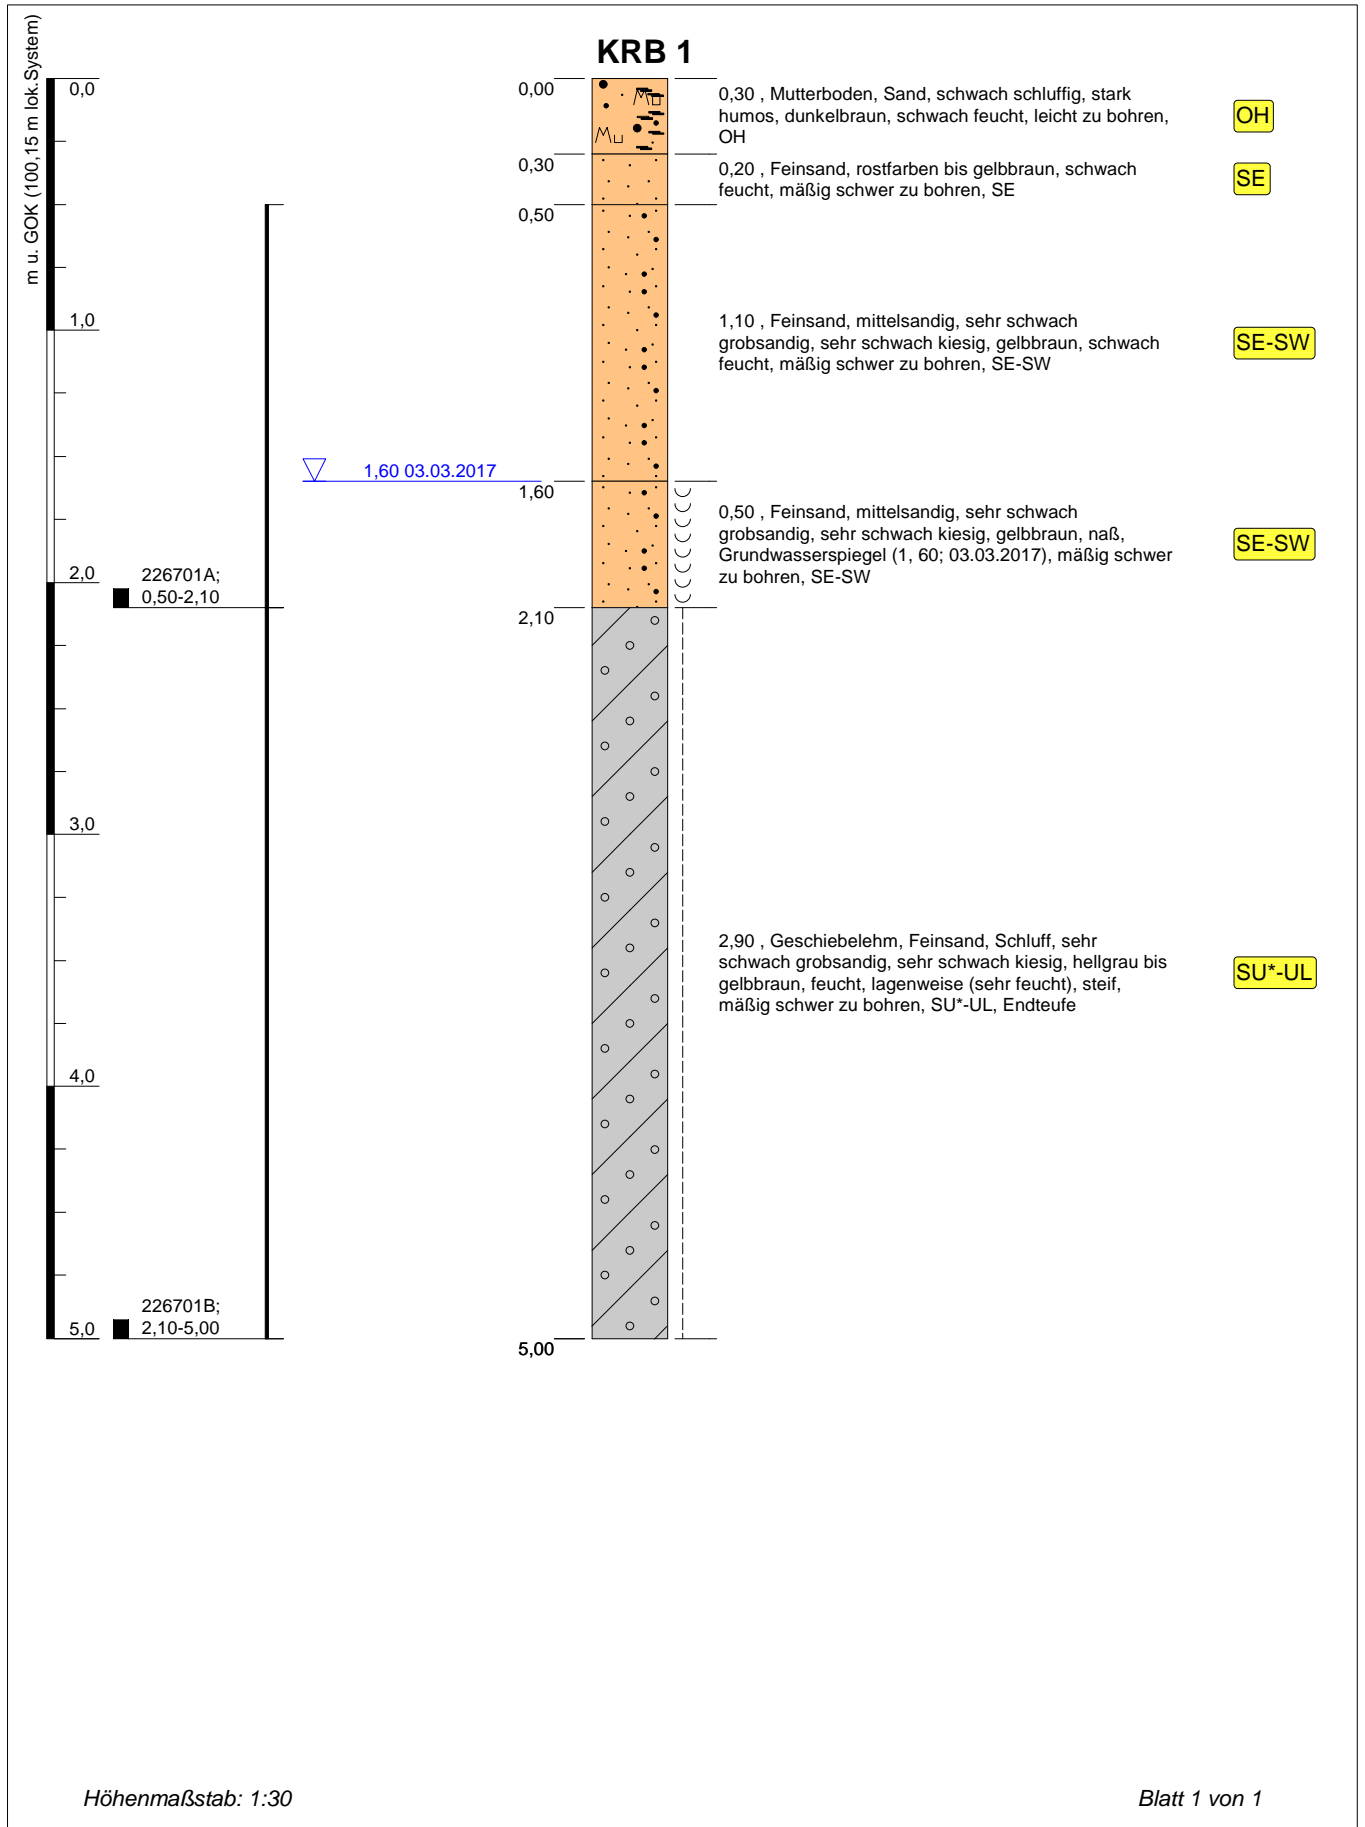 KRB 1
m u. GOK (100,15 m lok.System)
0,0
0,00
0,30 , Mutterboden, Sand, schwach schluffig, stark
humos, dunkelbraun, schwach feucht, leicht zu bohren,
OH
OH
Mu
Mu
0,30
0,20 , Feinsand, rostfarben bis gelbbraun, schwach
feucht, mäßig schwer zu bohren, SE
SE
0,50
1,0
1,10 , Feinsand, mittelsandig, sehr schwach
grobsandig, sehr schwach kiesig, gelbbraun, schwach
feucht, mäßig schwer zu bohren, SE-SW
SE-SW
1,60 03.03.2017
1,60
0,50 , Feinsand, mittelsandig, sehr schwach
grobsandig, sehr schwach kiesig, gelbbraun, naß,
Grundwasserspiegel (1, 60; 03.03.2017), mäßig schwer
zu bohren, SE-SW
SE-SW
2,0
226701A;
0,50-2,10
2,10
3,0
2,90 , Geschiebelehm, Feinsand, Schluff, sehr
schwach grobsandig, sehr schwach kiesig, hellgrau bis
gelbbraun, feucht, lagenweise (sehr feucht), steif,
mäßig schwer zu bohren, SU*-UL, Endteufe
SU*-UL
4,0
226701B;
2,10-5,00
5,0
5,00
Höhenmaßstab: 1:30
Blatt 1 von 1